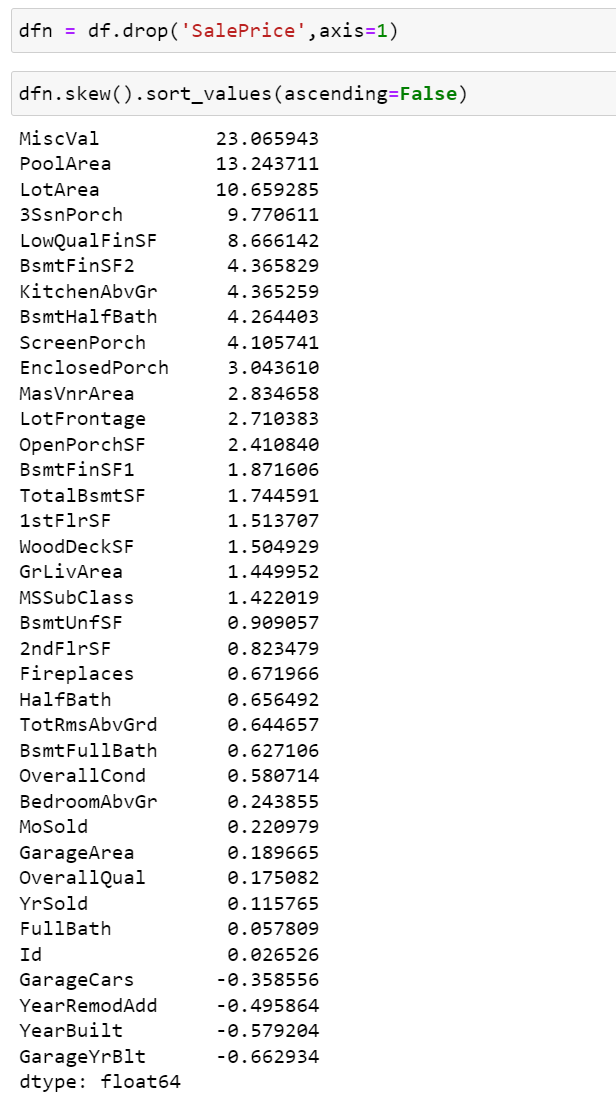 dfn = df.drop('SalePrice',axis=1)
dfn.skew().sort_values(ascending=False)
MiscVal 23.065943
PoolArea 13.243711
LotArea 10.659285
3SsnPorch 9.770611
LowQualFinSF 8.666142
BsmtFinSF2 4.365829
KitchenAbvGr 4.365259
BsmtHalfBath 4.264403
ScreenPorch 4.105741
EnclosedPorch 3.043610
MasVnrArea 2.834658
LotFrontage 2.710383
OpenPorchSF 2.410840
BsmtFinSF1 1.871606
TotalBsmtSF 1.744591
1stFlrSF 1.513707
WoodDeckSF 1.504929
GrLivArea 1.449952
MSSubClass 1.422019
BsmtUnfSF 0.909057
2ndFlrSF 0.823479
Fireplaces 0.671966
HalfBath 0.656492
TotRmsAbvGrd 0.644657
BsmtFullBath 0.627106
OverallCond 0.580714
BedroomAbvGr 0.243855
MoSold 0.220979
GarageArea 0.189665
OverallQual 0.175082
YrSold 0.115765
FullBath 0.057809
Id 0.026526
GarageCars -0.358556
YearRemodAdd -0.495864
YearBuilt -0.579204
GarageYrBlt -0.662934
dtype: float64